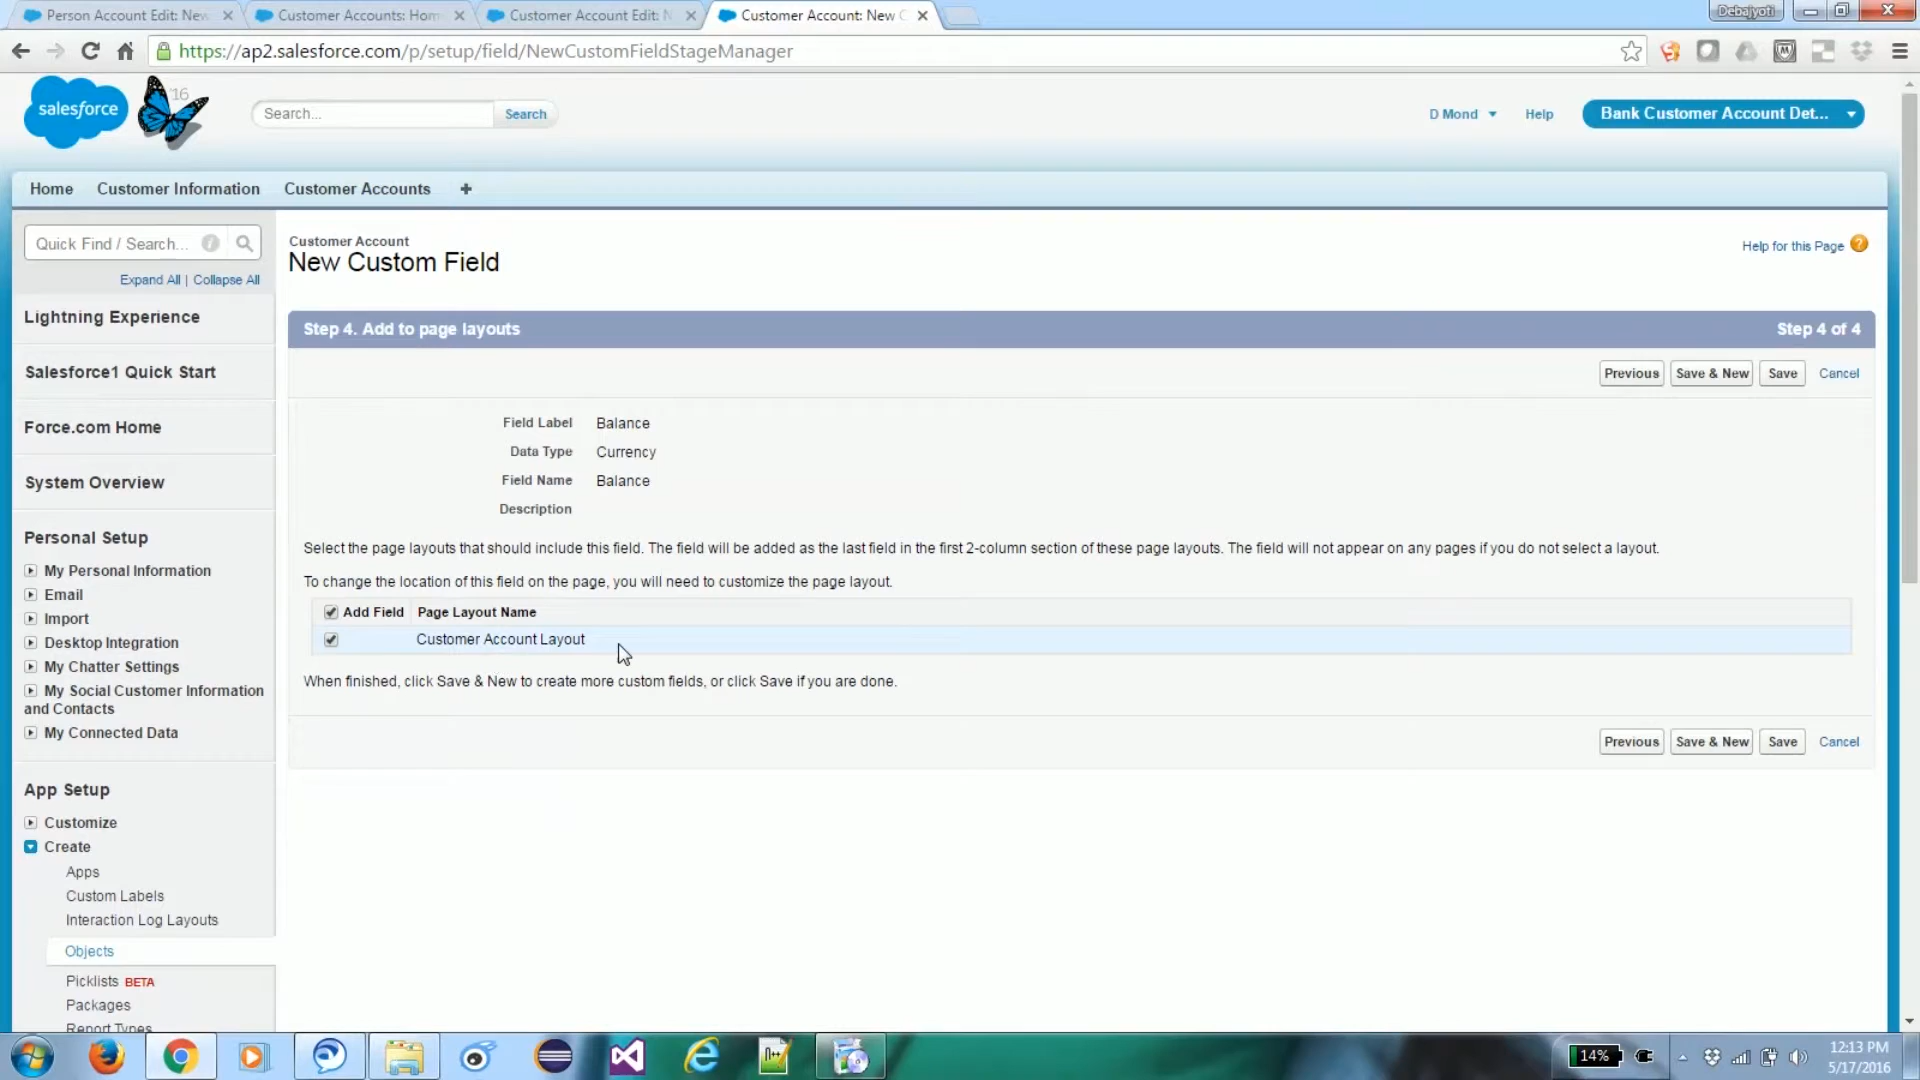 Person Account Edit: New
Customer Accounts: Hom
Customer Account Edit: N
Customer Account: New C
Debajyoti
https://ap2.salesforce.com/p/setup/field/NewCustomFieldStageManager
salesforce
'16
Search...
Search
D Mond
Help
Bank Customer Account Det...
Home
Customer Information
Customer Accounts
+
Quick Find / Search...
Expand All | Collapse All
Lightning Experience
Salesforce1 Quick Start
Force.com Home
System Overview
Personal Setup
My Personal Information
Email
Import
Desktop Integration
My Chatter Settings
My Social Customer Information
and Contacts
My Connected Data
App Setup
Customize
Create
Apps
Custom Labels
Interaction Log Layouts
Objects
Picklists BETA
Packages
Report Types
Customer Account
New Custom Field
Help for this Page ?
Step 4. Add to page layouts
Step 4 of 4
Previous Save & New Save Cancel
Field Label Balance
Data Type Currency
Field Name Balance
Description
Select the page layouts that should include this field. The field will be added as the last field in the first 2-column section of these page layouts. The field will not appear on any pages if you do not select a layout.
To change the location of this field on the page, you will need to customize the page layout.
Add Field Page Layout Name
Customer Account Layout
When finished, click Save & New to create more custom fields, or click Save if you are done.
Previous Save & New Save Cancel
14%
12:13 PM
5/17/2016